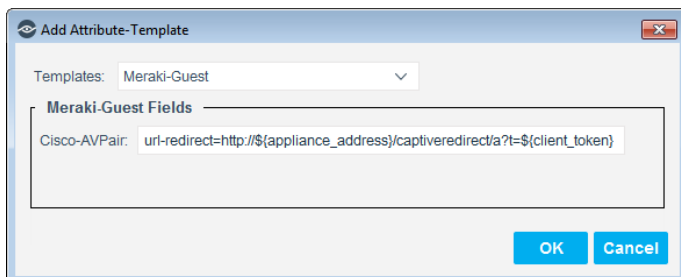 Add Attribute-Template
Templates: Meraki-Guest
Meraki-Guest Fields
Cisco-AVPair: url-redirect=http://${appliance_address}/captiveredirect/a?t=${client_token}
OK Cancel